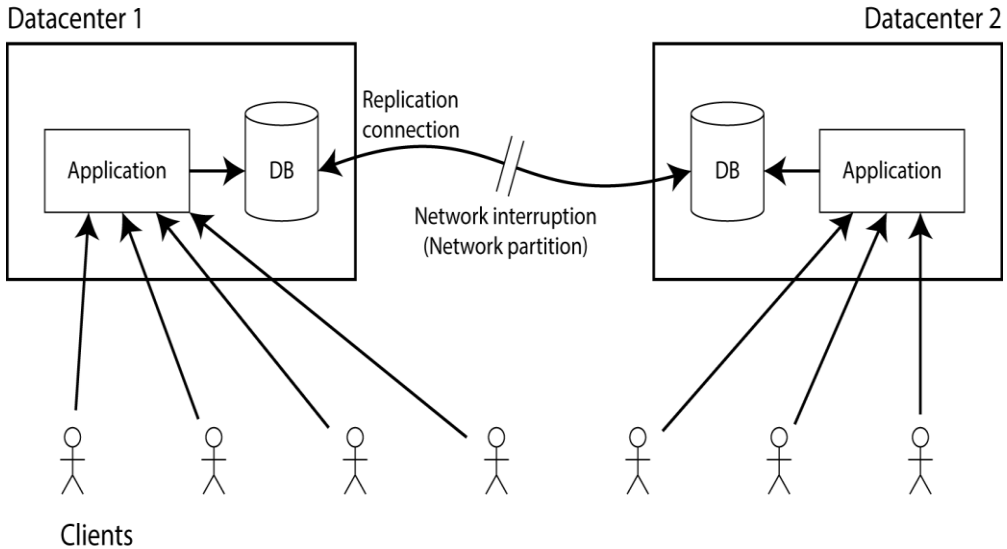 Datacenter 1
Datacenter 2
Replication
connection
Application
DB
DB
Application
Network interruption
(Network partition)
Clients